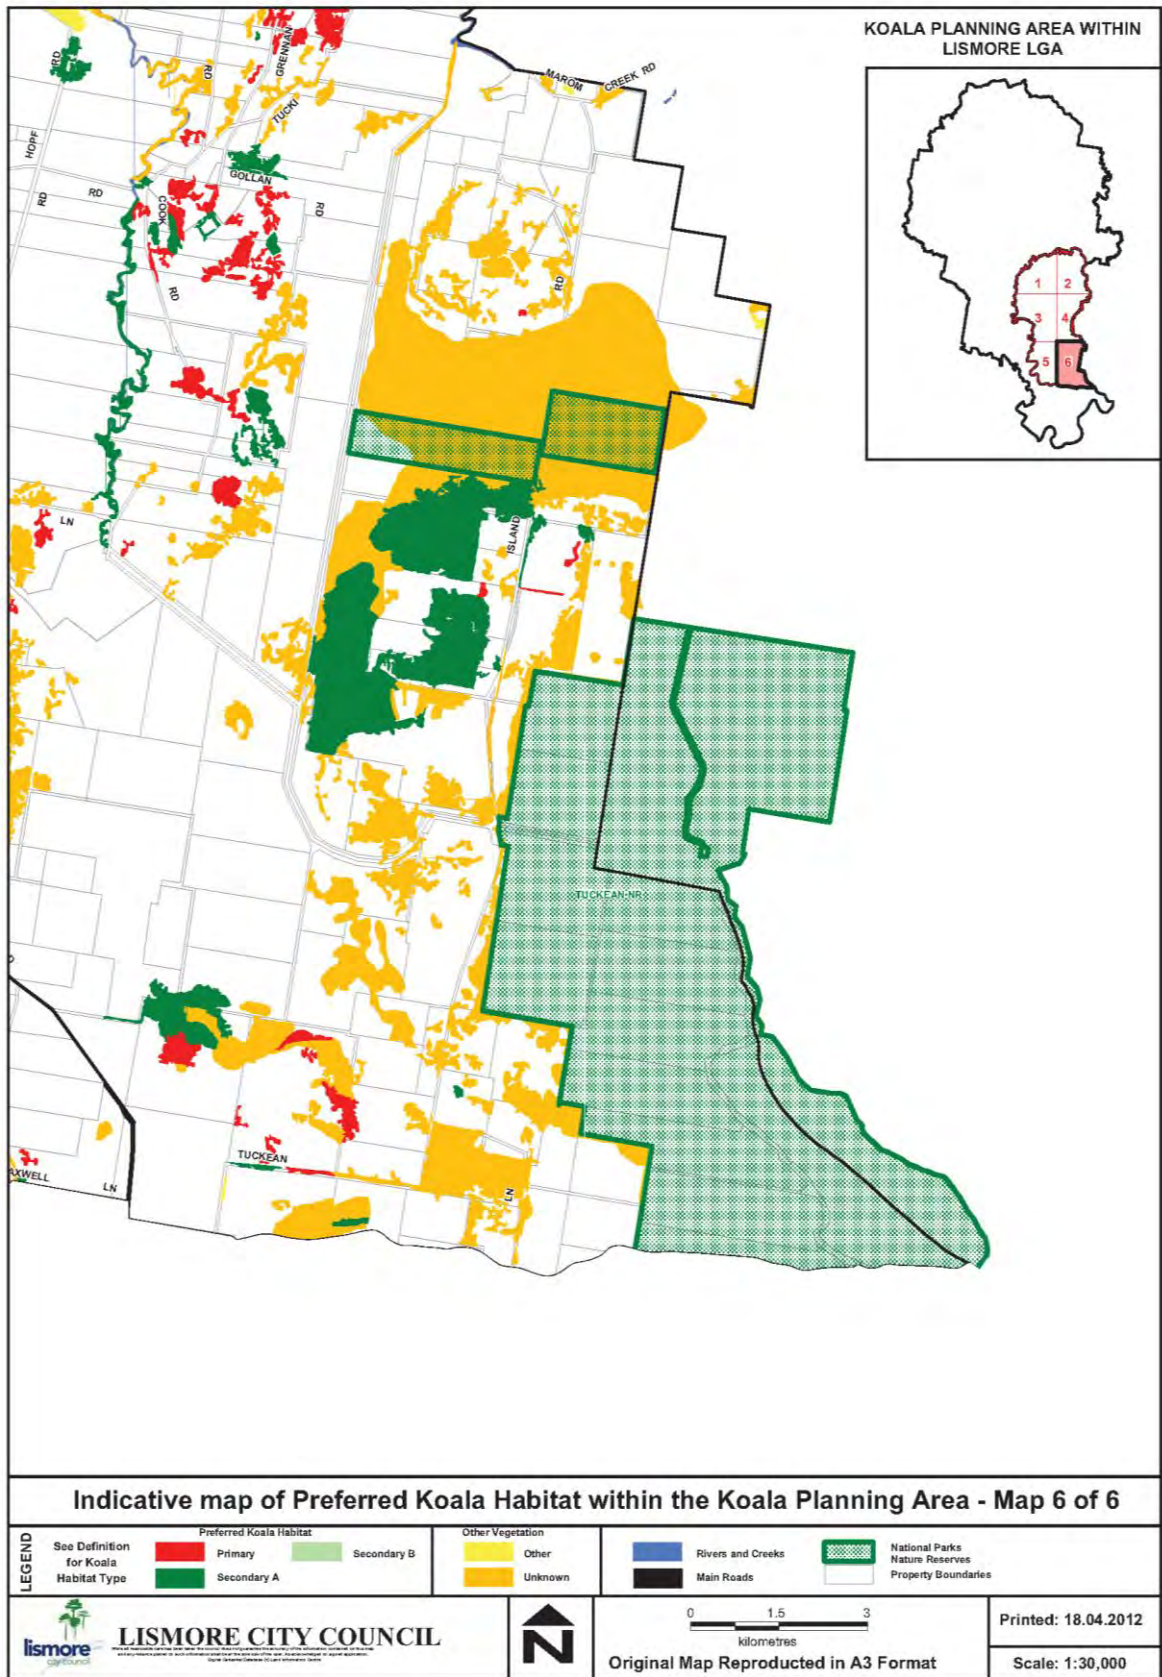 KOALA PLANNING AREA WITHIN
LISMORE LGA
1 2
3 4
5 6
RD
HOPF
RD
RD
GRENNAN
TUCKI
MAROM CREEK RD
GOLLAN
RD
COOK
RD
RD
RD
LN
ISLAND
TUCKEAN-NR
TUCKEAN
LN
AXWELL
LN
Indicative map of Preferred Koala Habitat within the Koala Planning Area - Map 6 of 6
LEGEND
See Definition
for Koala
Habitat Type
Preferred Koala Habitat
Primary
Secondary B
Secondary A
Other Vegetation
Other
Unknown
Rivers and Creeks
Main Roads
National Parks
Nature Reserves
Property Boundaries
lismore
city council
LISMORE CITY COUNCIL
N
0 1.5 3
kilometres
Original Map Reproduced in A3 Format
Printed: 18.04.2012
Scale: 1:30,000